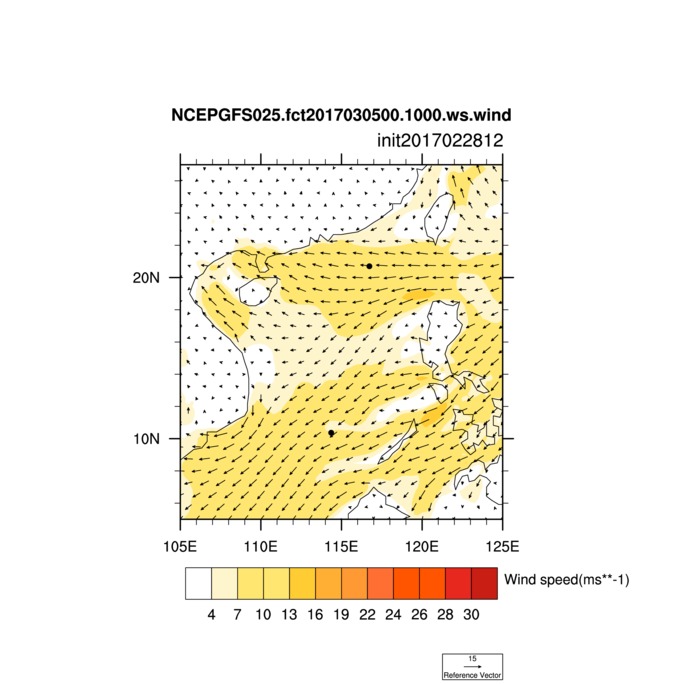 NCEPGFS025.fct2017030500.1000.ws.wind
init2017022812
20N
10N
105E 110E 115E 120E 125E
Wind speed(ms**-1)
4 7 10 13 16 19 22 24 26 28 30
15
Reference Vector